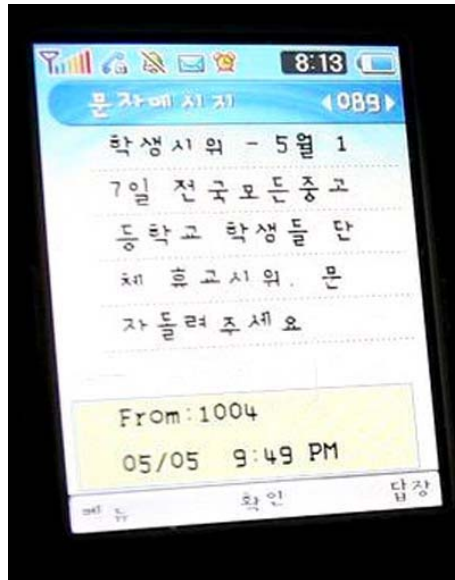 8:13
문자메시지 ◀089▶
학생시위 - 5월 1
7일 전국모든중고
등학교 학생들 단
체 휴교시위. 문
자돌려주세요
From:1004
05/05 9:49 PM
메뉴 확인 답장